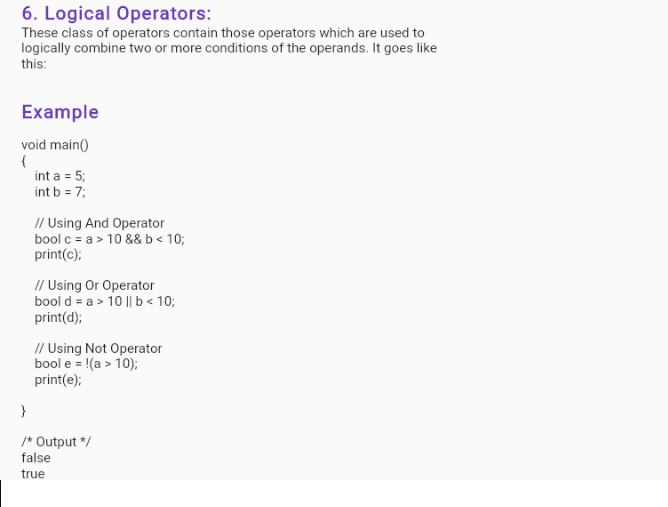 6. Logical Operators:
These class of operators contain those operators which are used to
logically combine two or more conditions of the operands. It goes like
this:
Example
void main()
{
int a = 5;
int b = 7;
// Using And Operator
bool c = a > 10 && b < 10;
print(c);
// Using Or Operator
bool d = a > 10 || b < 10;
print(d);
// Using Not Operator
bool e = !(a > 10);
print(e);
}
/* Output */
false
true